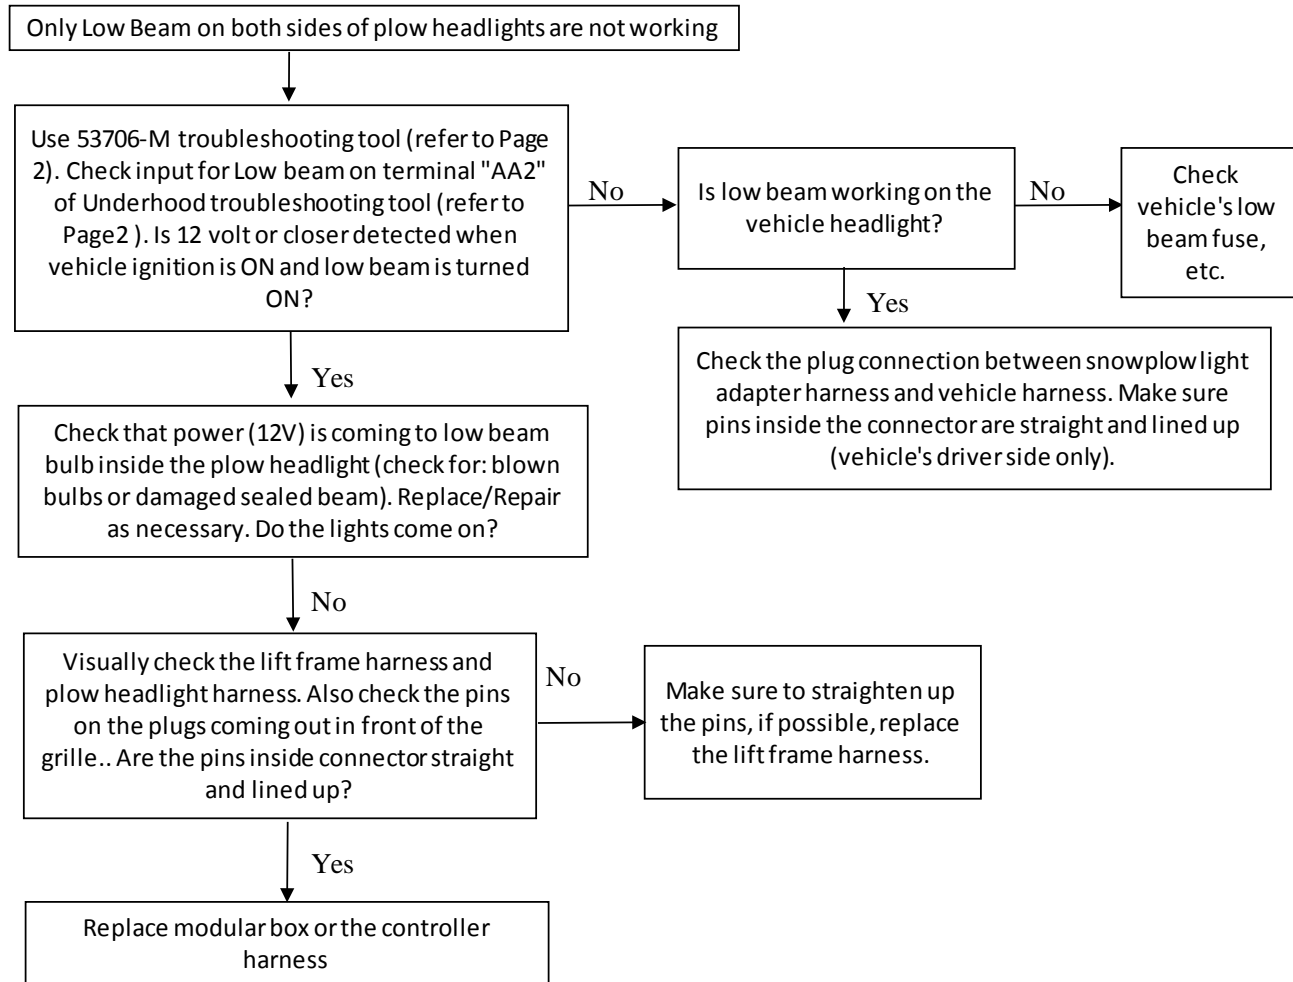 Only Low Beam on both sides of plow headlights are not working
Use 53706-M troubleshooting tool (refer to Page
2). Check input for Low beam on terminal "AA2"
of Underhood troubleshooting tool (refer to
Page2 ). Is 12 volt or closer detected when
vehicle ignition is ON and low beam is turned
ON?
No
Is low beam working on the
vehicle headlight?
No
Check
vehicle's low
beam fuse,
etc.
Yes
Yes
Check the plug connection between snowplow light
adapter harness and vehicle harness. Make sure
pins inside the connector are straight and lined up
(vehicle's driver side only).
Check that power (12V) is coming to low beam
bulb inside the plow headlight (check for: blown
bulbs or damaged sealed beam). Replace/Repair
as necessary. Do the lights come on?
No
Visually check the lift frame harness and
plow headlight harness. Also check the pins
on the plugs coming out in front of the
grille.. Are the pins inside connector straight
and lined up?
No
Make sure to straighten up
the pins, if possible, replace
the lift frame harness.
Yes
Replace modular box or the controller
harness